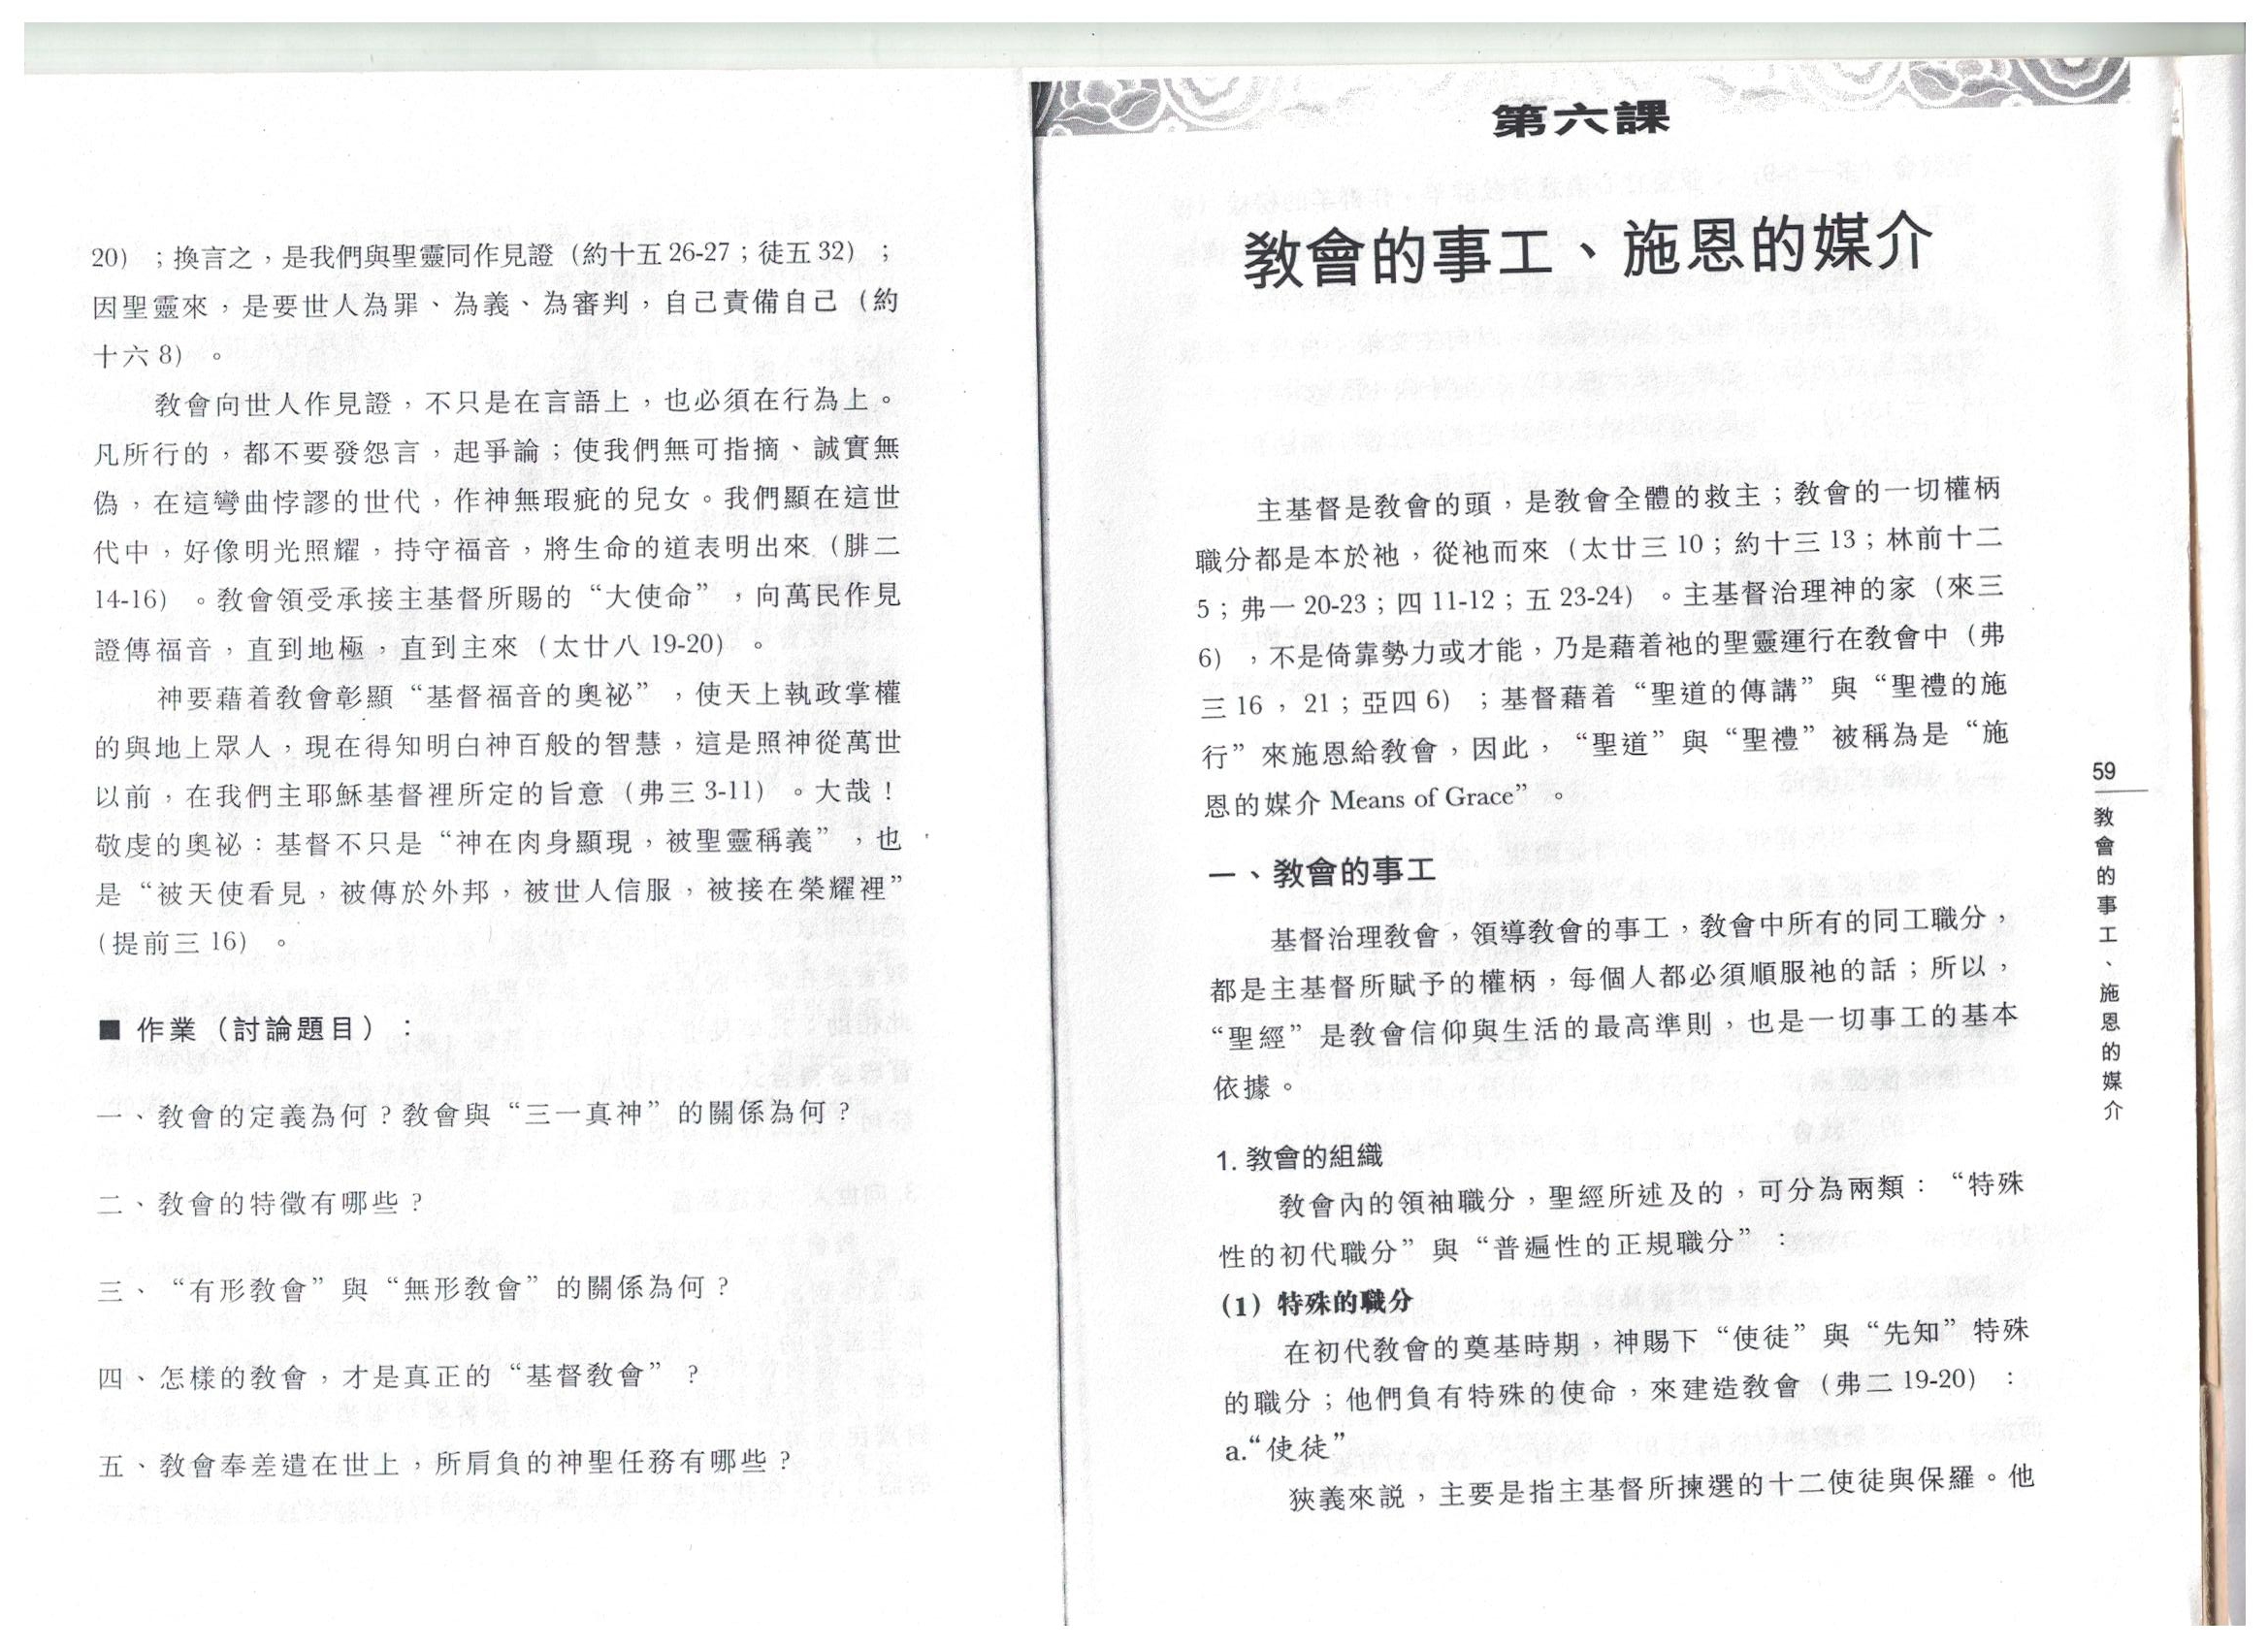 20）；換言之，是我們與聖靈同作見證（約十五26-27；徒五32）；
因聖靈來，是要世人為罪、為義、為審判，自己責備自己（約
十六8）。
教會向世人作見證，不只是在言語上，也必須在行為上。
凡所行的，都不要發怨言，起爭論；使我們無可指摘、誠實無
偽，在這彎曲悖謬的世代，作神無瑕疵的兒女。我們顯在這世
代中，好像明光照耀，持守福音，將生命的道表明出來（腓二
14-16）。教會領受承接主基督所賜的“大使命”，向萬民作見
證傳福音，直到地極，直到主來（太廿八19-20）。
神要藉着教會彰顯“基督福音的奧祕”，使天上執政掌權
的與地上眾人，現在得知明白神百般的智慧，這是照神從萬世
以前，在我們主耶穌基督裡所定的旨意（弗三3-11）。大哉！
敬虔的奧祕：基督不只是“神在肉身顯現，被聖靈稱義”，也
是“被天使看見，被傳於外邦，被世人信服，被接在榮耀裡”
（提前三16）。
■ 作業（討論題目）：
一、教會的定義為何？教會與“三一真神”的關係為何？
二、教會的特徵有哪些？
三、“有形教會”與“無形教會”的關係為何？
四、怎樣的教會，才是真正的“基督教會”？
五、教會奉差遣在世上，所肩負的神聖任務有哪些？
第六課
教會的事工、施恩的媒介
主基督是教會的頭，是教會全體的救主；教會的一切權柄
職分都是本於祂，從祂而來（太廿三10；約十三13；林前十二
5；弗一20-23；四11-12；五23-24）。主基督治理神的家（來三
6），不是倚靠勢力或才能，乃是藉着祂的聖靈運行在教會中（弗
三16，21；亞四6）；基督藉着“聖道的傳講”與“聖禮的施
行”來施恩給教會，因此，“聖道”與“聖禮”被稱為是“施
恩的媒介Means of Grace”。
一、教會的事工
基督治理教會，領導教會的事工，教會中所有的同工職分，
都是主基督所賦予的權柄，每個人都必須順服祂的話；所以，
“聖經”是教會信仰與生活的最高準則，也是一切事工的基本
依據。
1. 教會的組織
教會內的領袖職分，聖經所述及的，可分為兩類：“特殊
性的初代職分”與“普遍性的正規職分”：
（1）特殊的職分
在初代教會的奠基時期，神賜下“使徒”與“先知”特殊
的職分；他們負有特殊的使命，來建造教會（弗二19-20）：
a.“使徒”
狹義來説，主要是指主基督所揀選的十二使徒與保羅。他
59
教會的事工、施恩的媒介